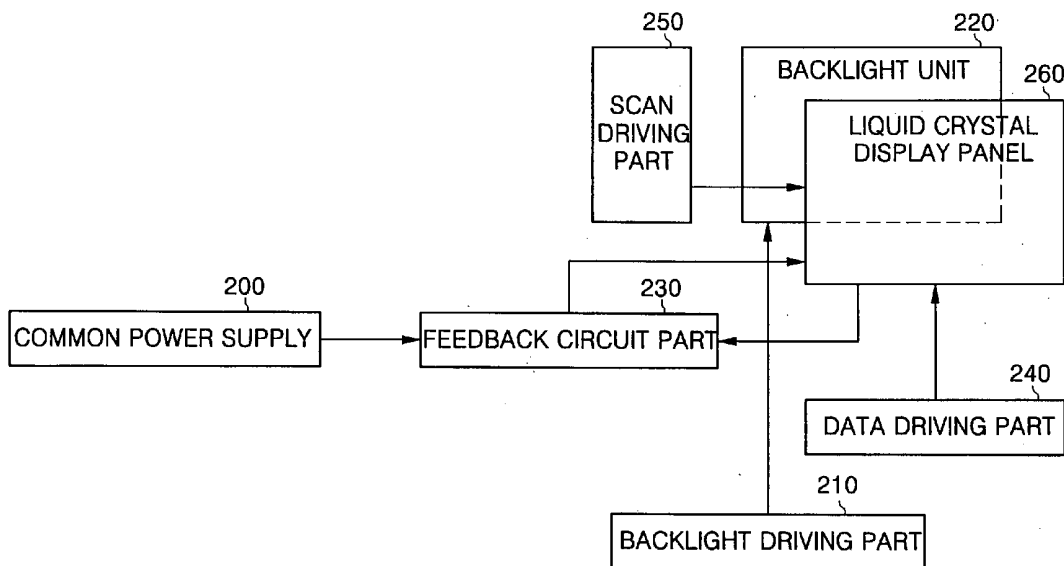 250
220
260
BACKLIGHT UNIT
SCAN
DRIVING
PART
LIQUID CRYSTAL
DISPLAY PANEL
200
230
COMMON POWER SUPPLY
FEEDBACK CIRCUIT PART
240
DATA DRIVING PART
210
BACKLIGHT DRIVING PART